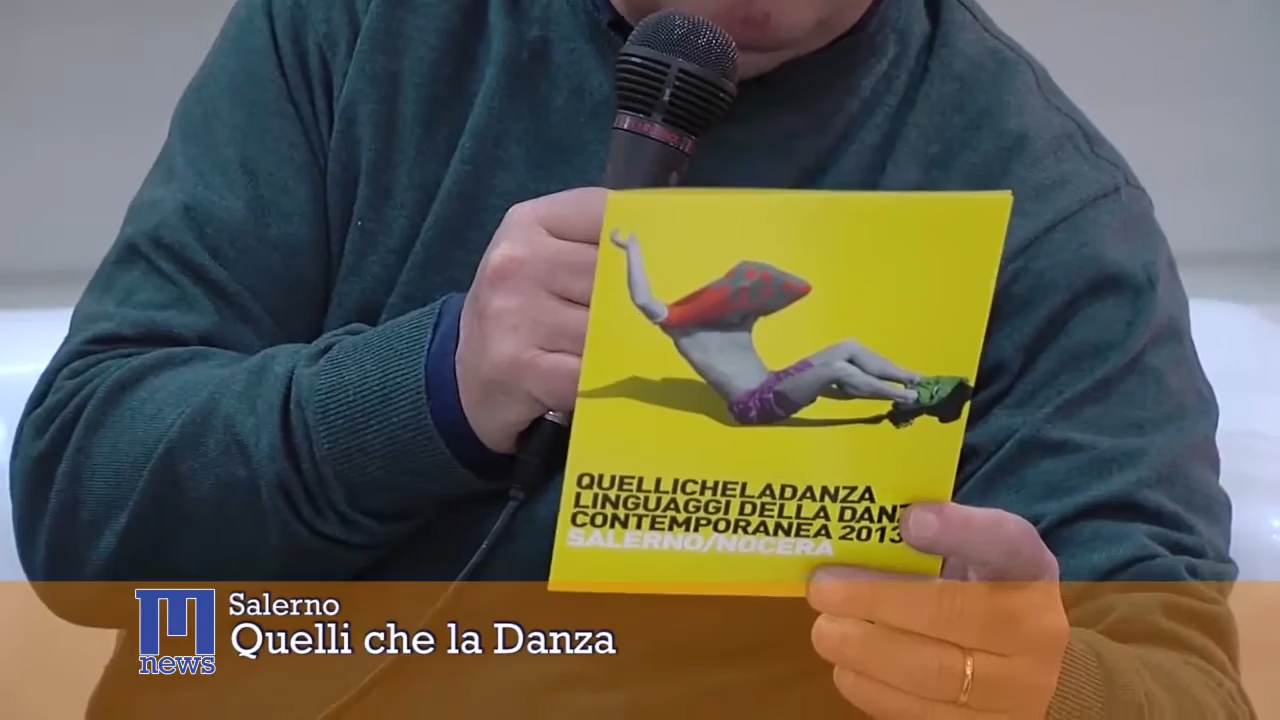 QUELLICHELADANZA
LINGUAGGI DELLA DANZ
CONTEMPORANEA 2013
SALERNO/NOCERA
Salerno
Quelli che la Danza
news